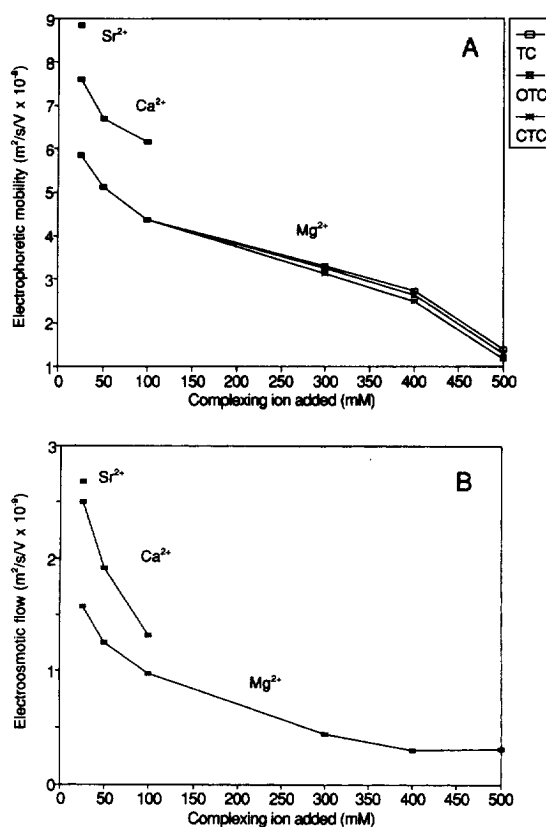 A
TC
OTC
CTC
Sr²⁺
Ca²⁺
Mg²⁺
Electrophoretic mobility (m²/s/V x 10⁻⁹)
9
8
7
6
5
4
3
2
1
0 50 100 150 200 250 300 350 400 450 500
Complexing ion added (mM)
B
Sr²⁺
Ca²⁺
Mg²⁺
Electroosmotic flow (m²/s/V x 10⁻⁹)
3
2
1
0
0 50 100 150 200 250 300 350 400 450 500
Complexing ion added (mM)